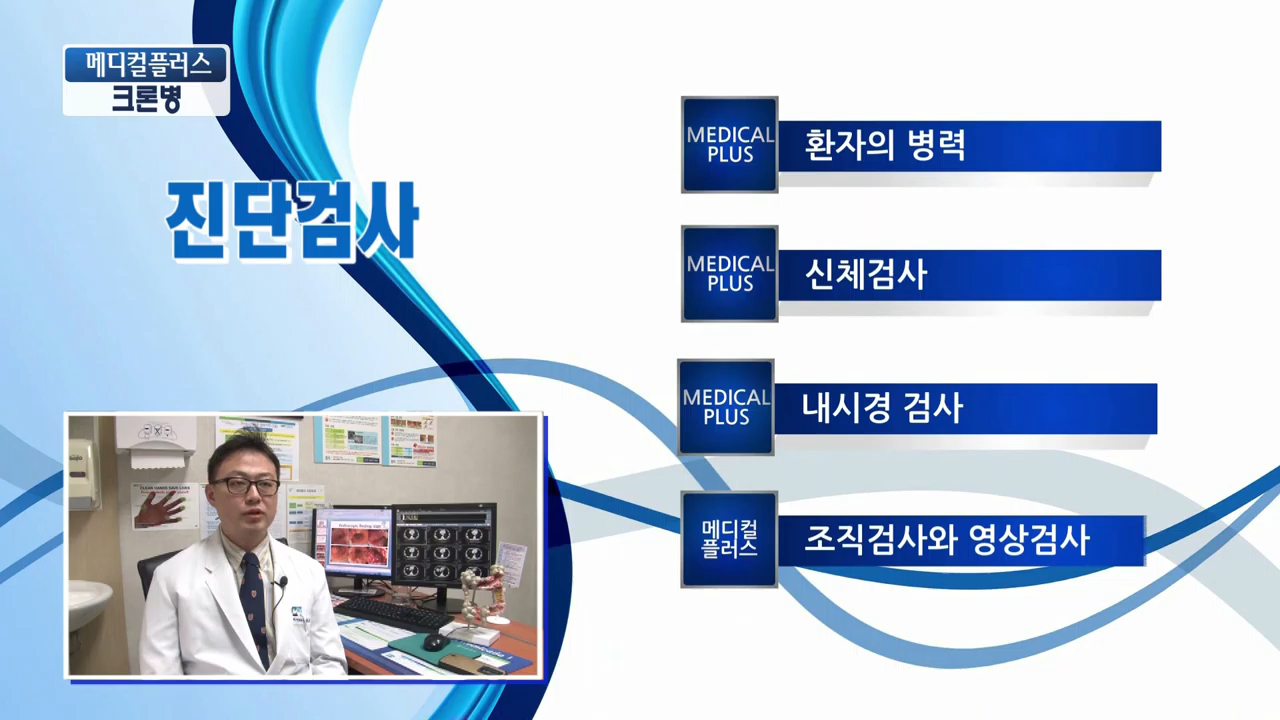 메디컬플러스
크론병
진단검사
MEDICAL
PLUS
환자의 병력
MEDICAL
PLUS
신체검사
MEDICAL
PLUS
내시경 검사
메디컬
플러스
조직검사와 영상검사